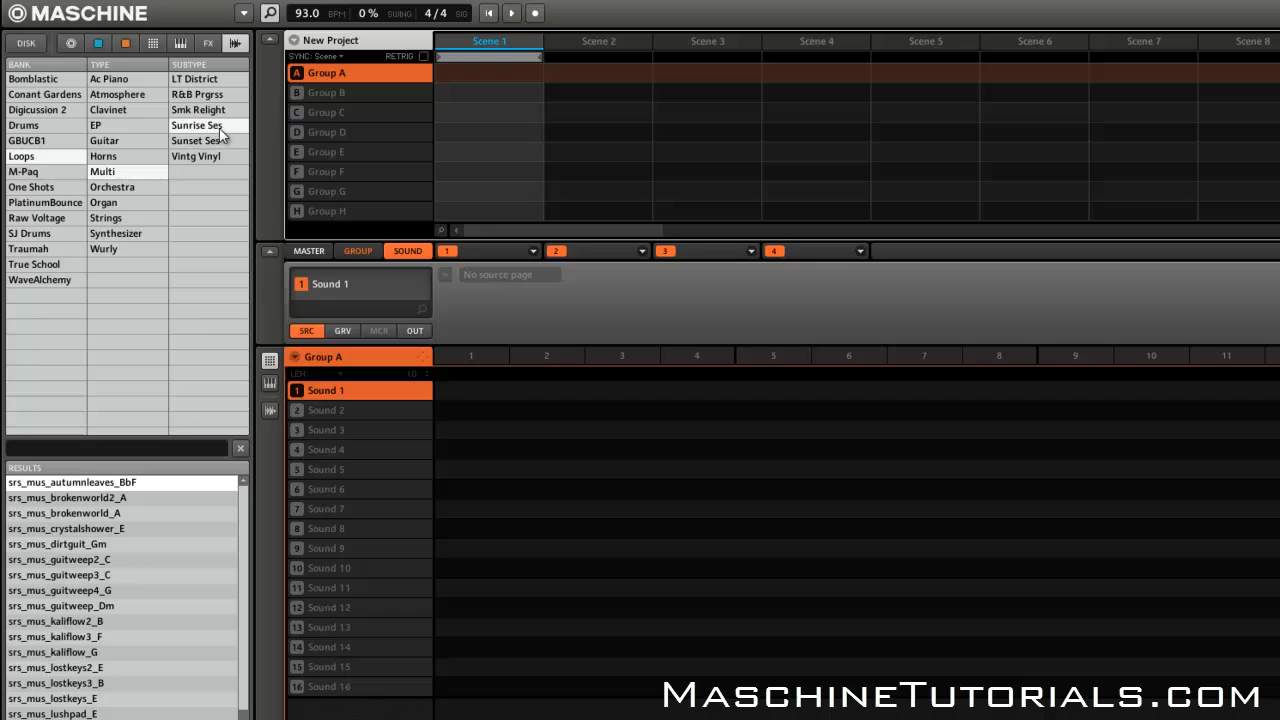 MASCHINE
93.0 BPM 0 % SWING 4/4 SIG
DISK FX
BANK TYPE SUBTYPE
Bomblastic Ac Piano LT District
Conant Gardens Atmosphere R&B Prgrss
Digicussion 2 Clavinet Smk Relight
Drums EP Sunrise Ses
GBUCB1 Guitar Sunset Ses
Loops Horns Vintg Vinyl
M-Paq Multi
One Shots Orchestra
PlatinumBounce Organ
Raw Voltage Strings
SJ Drums Synthesizer
Traumah Wurly
True School
WaveAlchemy
RESULTS
srs_mus_autumnleaves_BbF
srs_mus_brokenworld2_A
srs_mus_brokenworld_A
srs_mus_crystalshower_E
srs_mus_dirtguit_Gm
srs_mus_guitweep2_C
srs_mus_guitweep3_C
srs_mus_guitweep4_G
srs_mus_guitweep_Dm
srs_mus_kaliflow2_B
srs_mus_kaliflow3_F
srs_mus_kaliflow_G
srs_mus_lostkeys2_E
srs_mus_lostkeys3_B
srs_mus_lostkeys_E
srs_mus_lushpad_E
New Project
Scene 1 Scene 2 Scene 3 Scene 4 Scene 5 Scene 6 Scene 7 Scene 8
SYNC: Scene RETRIG
A Group A
B Group B
C Group C
D Group D
E Group E
F Group F
G Group G
H Group H
MASTER GROUP SOUND 1 2 3 4
1 Sound 1
No source page
SRC GRV MCR OUT
Group A
1 2 3 4 5 6 7 8 9 10 11
LEN 1.0
1 Sound 1
2 Sound 2
3 Sound 3
4 Sound 4
5 Sound 5
6 Sound 6
7 Sound 7
8 Sound 8
9 Sound 9
10 Sound 10
11 Sound 11
12 Sound 12
13 Sound 13
14 Sound 14
15 Sound 15
16 Sound 16
MASCHINETUTORIALS.COM